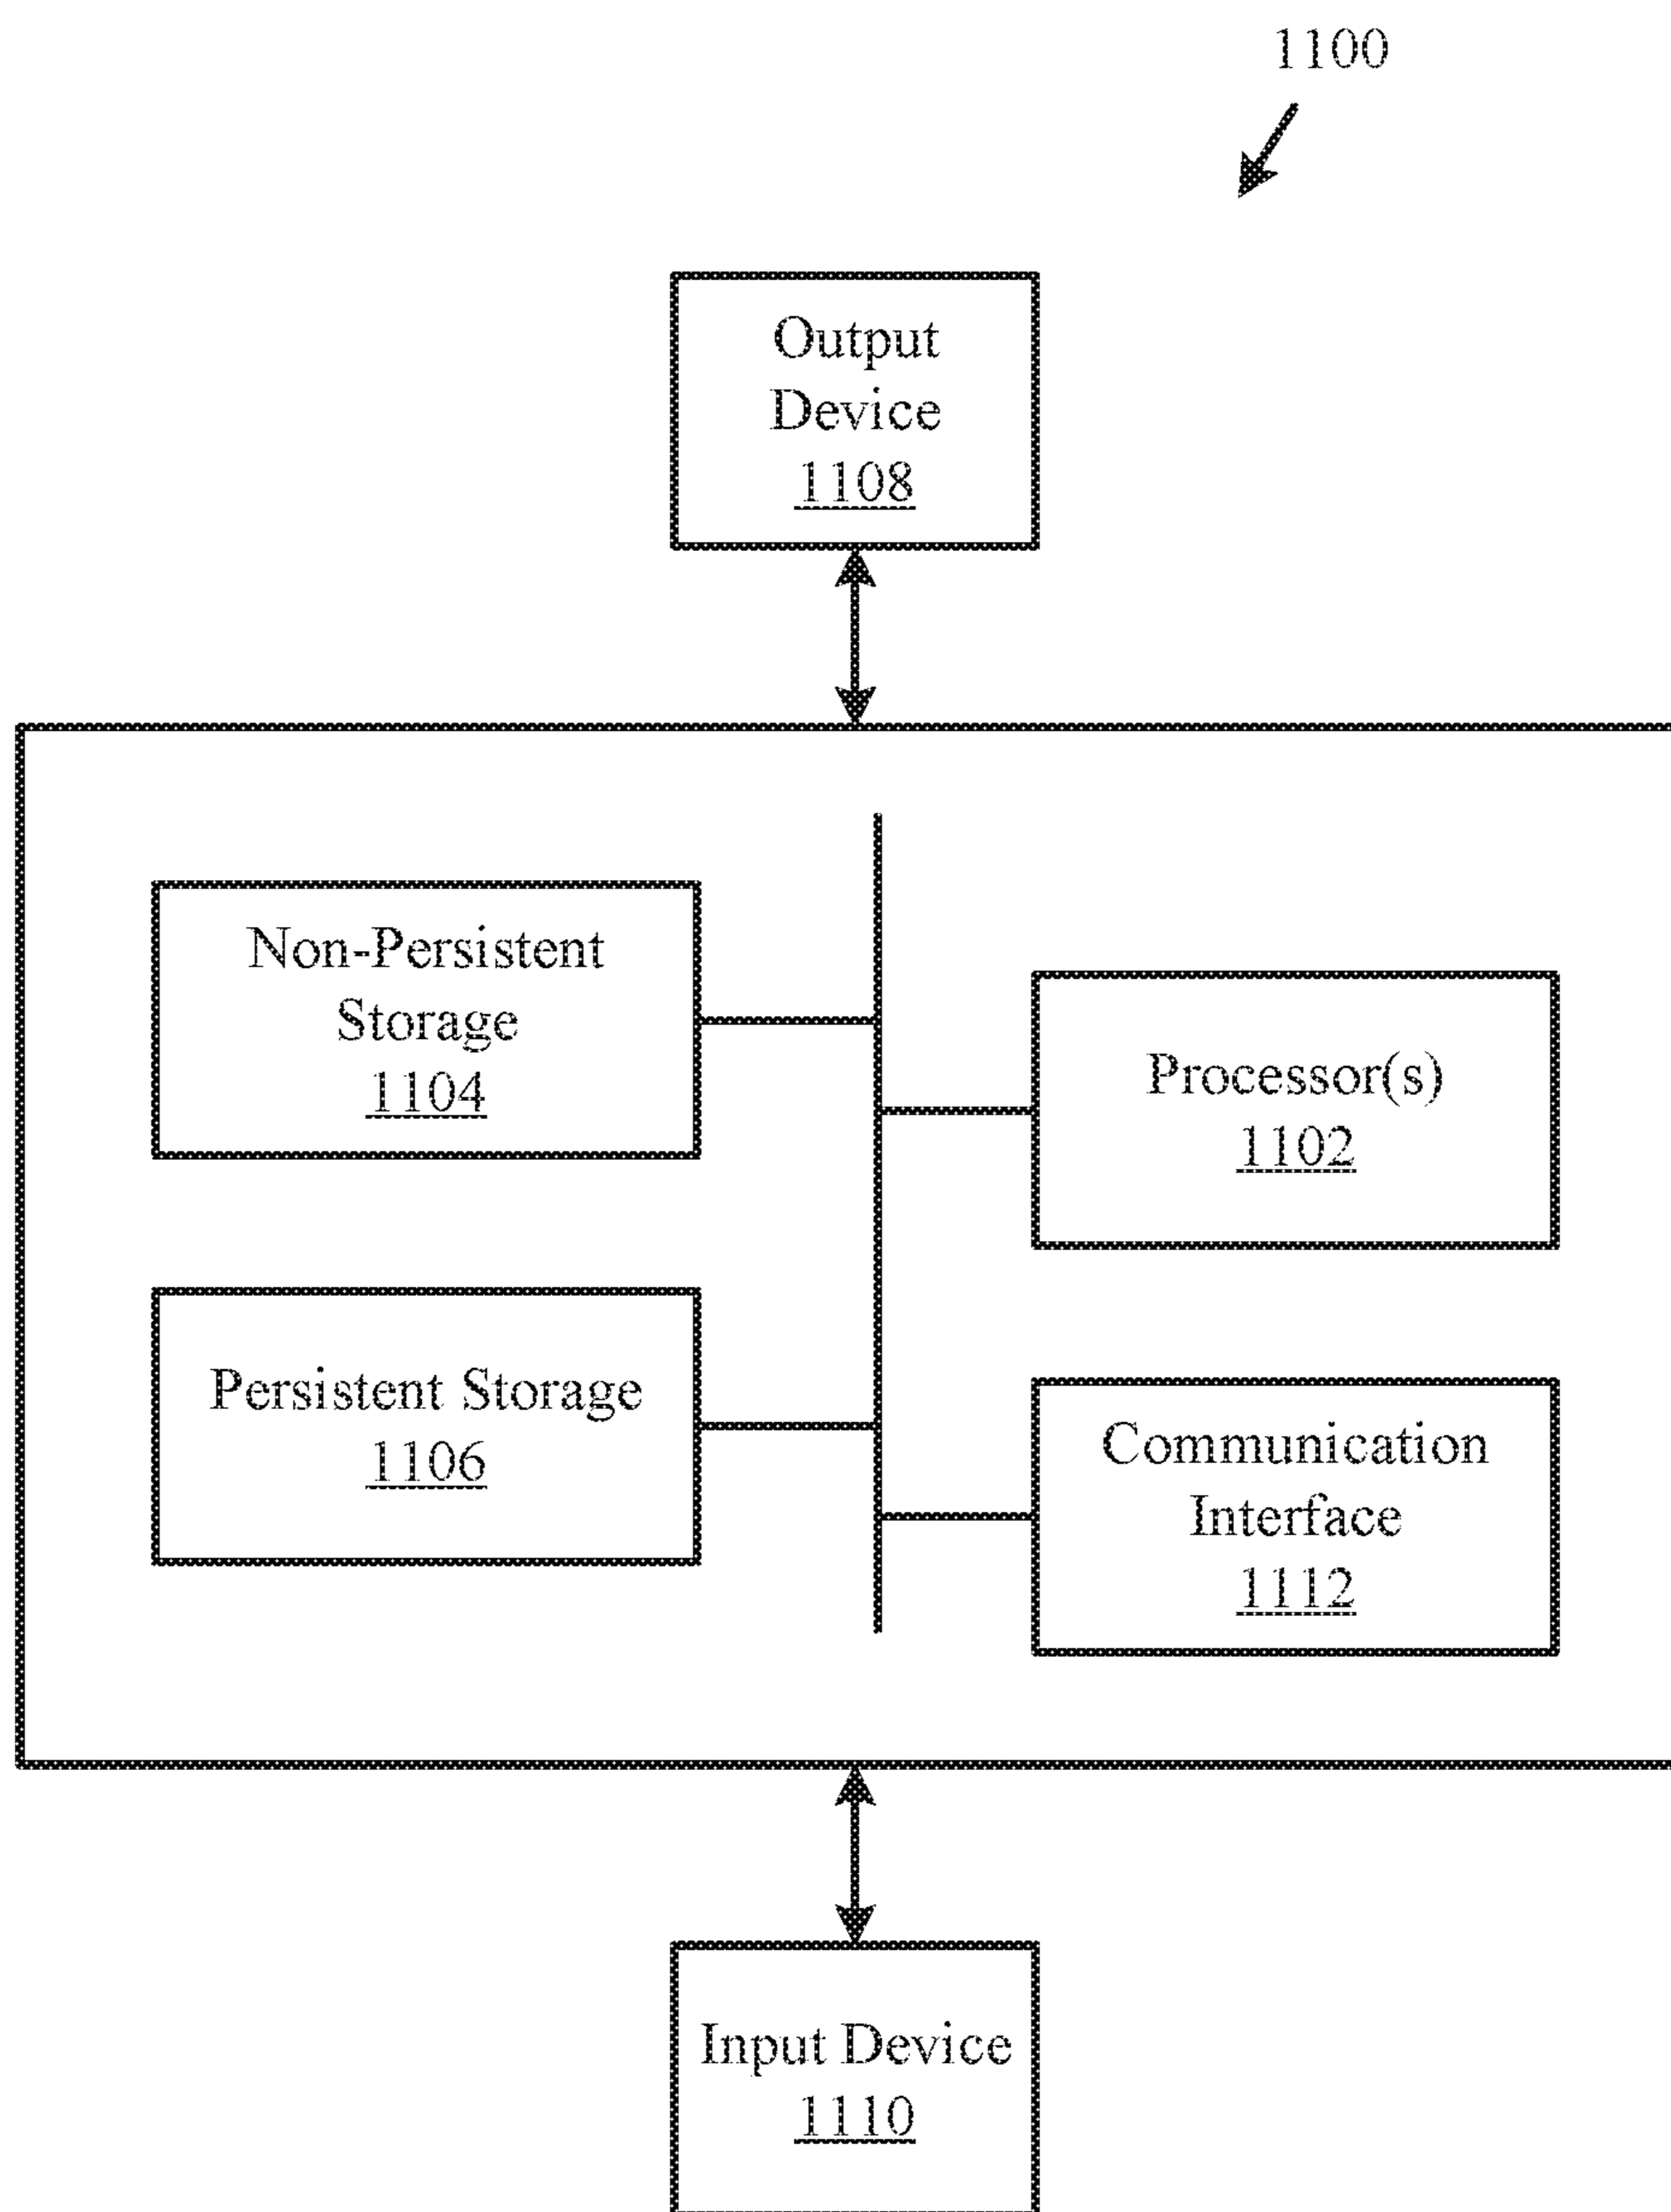 1100
Output
Device
1108
Non-Persistent
Storage
1104
Processor(s)
1102
Persistent Storage
1106
Communication
Interface
1112
Input Device
1110